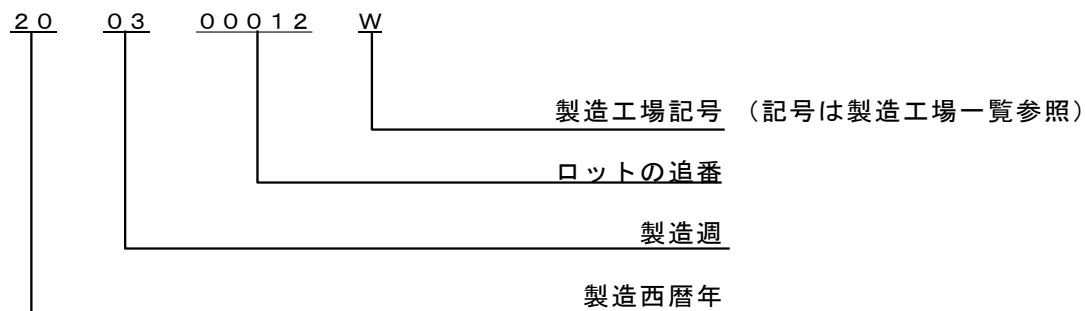 ２０　０３　０００１２　Ｗ
製造工場記号　（記号は製造工場一覧参照）
ロットの追番
製造週
製造西暦年